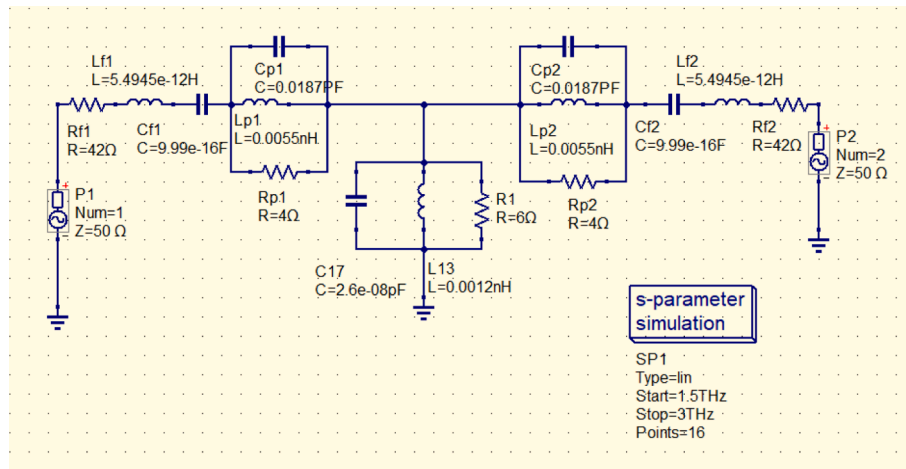 Lf1
L=5.4945e-12H
Cp1
C=0.0187PF
Cp2
C=0.0187PF
Lf2
L=5.4945e-12H
Rf1
R=42Ω
Cf1
C=9.99e-16F
Lp1
L=0.0055nH
Lp2
L=0.0055nH
Cf2
C=9.99e-16F
Rf2
R=42Ω
P2
Num=2
Z=50 Ω
P1
Num=1
Z=50 Ω
Rp1
R=4Ω
R1
R=6Ω
Rp2
R=4Ω
C17
C=2.6e-08pF
L13
L=0.0012nH
s-parameter
simulation
SP1
Type=lin
Start=1.5THz
Stop=3THz
Points=16